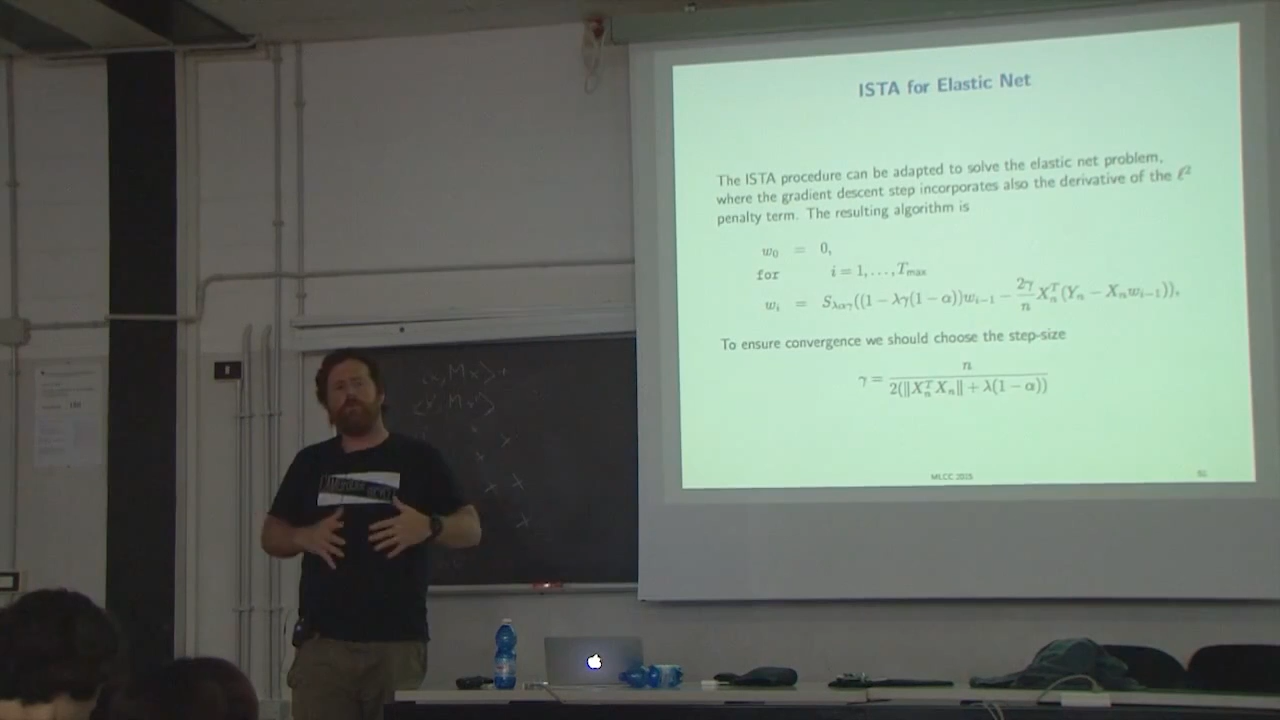 ISTA for Elastic Net
The ISTA procedure can be adapted to solve the elastic net problem,
where the gradient descent step incorporates also the derivative of the ℓ²
penalty term. The resulting algorithm is
w₀ = 0,
for i = 1, . . . , Tmax
wᵢ = S_{λαγ}((1 − λγ(1 − α))wᵢ₋₁ − 2γ/n Xₙᵀ(Yₙ − Xₙwᵢ₋₁)),
To ensure convergence we should choose the step-size
γ = n / 2(‖XₙᵀXₙ‖ + λ(1 − α))
MLCC 2015